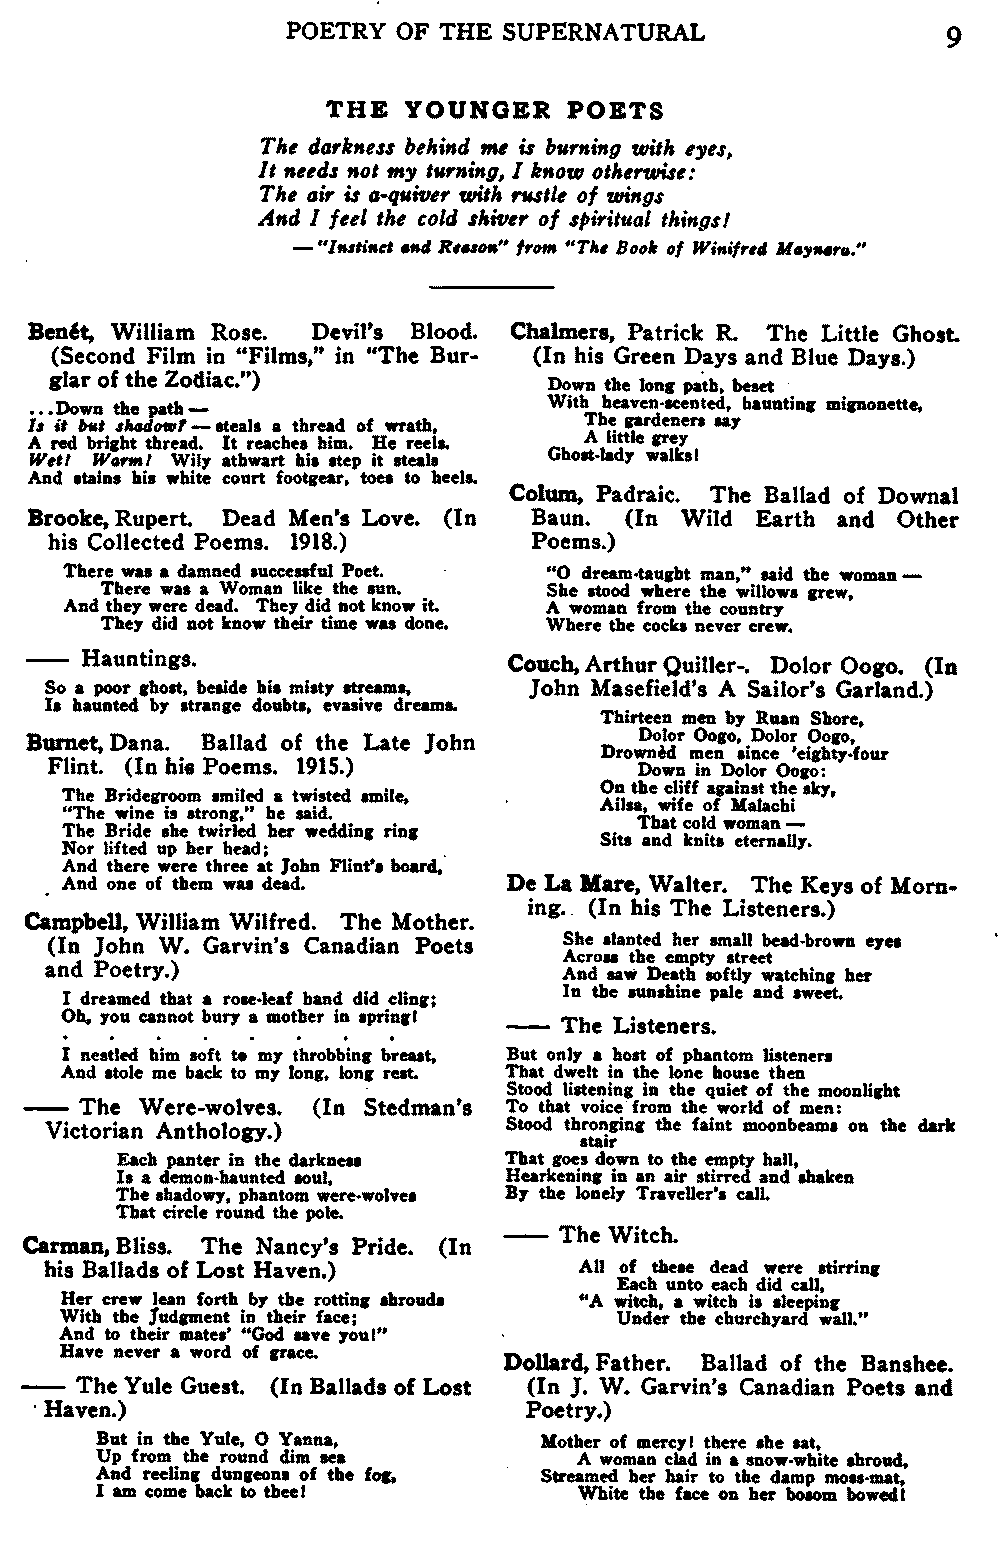 POETRY OF THE SUPERNATURAL 9
THE YOUNGER POETS
The darkness behind me is burning with eyes,
It needs not my turning, I know otherwise:
The air is a-quiver with rustle of wings
And I feel the cold shiver of spiritual things!
— "Instinct and Reason" from "The Book of Winifred Maynard."
Benét, William Rose. Devil's Blood.
(Second Film in "Films," in "The Bur-
glar of the Zodiac.")
...Down the path —
Is it but shadow? — steals a thread of wrath,
A red bright thread. It reaches him. He reels.
Wet! Warm! Wily athwart his step it steals
And stains his white court footgear, toes to heels.
Brooke, Rupert. Dead Men's Love. (In
his Collected Poems. 1918.)
There was a damned successful Poet.
There was a Woman like the sun.
And they were dead. They did not know it.
They did not know their time was done.
—— Hauntings.
So a poor ghost, beside his misty streams,
Is haunted by strange doubts, evasive dreams.
Burnet, Dana. Ballad of the Late John
Flint. (In his Poems. 1915.)
The Bridegroom smiled a twisted smile,
"The wine is strong," he said.
The Bride she twirled her wedding ring
Nor lifted up her head;
And there were three at John Flint's board,
And one of them was dead.
Campbell, William Wilfred. The Mother.
(In John W. Garvin's Canadian Poets
and Poetry.)
I dreamed that a rose-leaf hand did cling;
Oh, you cannot bury a mother in spring!
. . . . . . . .
I nestled him soft to my throbbing breast,
And stole me back to my long, long rest.
—— The Were-wolves. (In Stedman's
Victorian Anthology.)
Each panter in the darkness
Is a demon-haunted soul,
The shadowy, phantom were-wolves
That circle round the pole.
Carman, Bliss. The Nancy's Pride. (In
his Ballads of Lost Haven.)
Her crew lean forth by the rotting shrouds
With the Judgment in their face;
And to their mates' "God save you!"
Have never a word of grace.
—— The Yule Guest. (In Ballads of Lost
Haven.)
But in the Yule, O Yanna,
Up from the round dim sea
And reeling dungeons of the fog,
I am come back to thee!
Chalmers, Patrick R. The Little Ghost.
(In his Green Days and Blue Days.)
Down the long path, beset
With heaven-scented, haunting mignonette,
The gardeners say
A little grey
Ghost-lady walks!
Colum, Padraic. The Ballad of Downal
Baun. (In Wild Earth and Other
Poems.)
"O dream-taught man," said the woman —
She stood where the willows grew,
A woman from the country
Where the cocks never crew.
Couch, Arthur Quiller-. Dolor Oogo. (In
John Masefield's A Sailor's Garland.)
Thirteen men by Ruan Shore,
Dolor Oogo, Dolor Oogo,
Drownèd men since 'eighty-four
Down in Dolor Oogo:
On the cliff against the sky,
Ailsa, wife of Malachi
That cold woman —
Sits and knits eternally.
De La Mare, Walter. The Keys of Morn-
ing. (In his The Listeners.)
She slanted her small bead-brown eyes
Across the empty street
And saw Death softly watching her
In the sunshine pale and sweet.
—— The Listeners.
But only a host of phantom listeners
That dwelt in the lone house then
Stood listening in the quiet of the moonlight
To that voice from the world of men:
Stood thronging the faint moonbeams on the dark
stair
That goes down to the empty hall,
Hearkening in an air stirred and shaken
By the lonely Traveller's call.
—— The Witch.
All of these dead were stirring
Each unto each did call,
"A witch, a witch is sleeping
Under the churchyard wall."
Dollard, Father. Ballad of the Banshee.
(In J. W. Garvin's Canadian Poets and
Poetry.)
Mother of mercy! there she sat,
A woman clad in a snow-white shroud,
Streamed her hair to the damp moss-mat,
White the face on her bosom bowed!